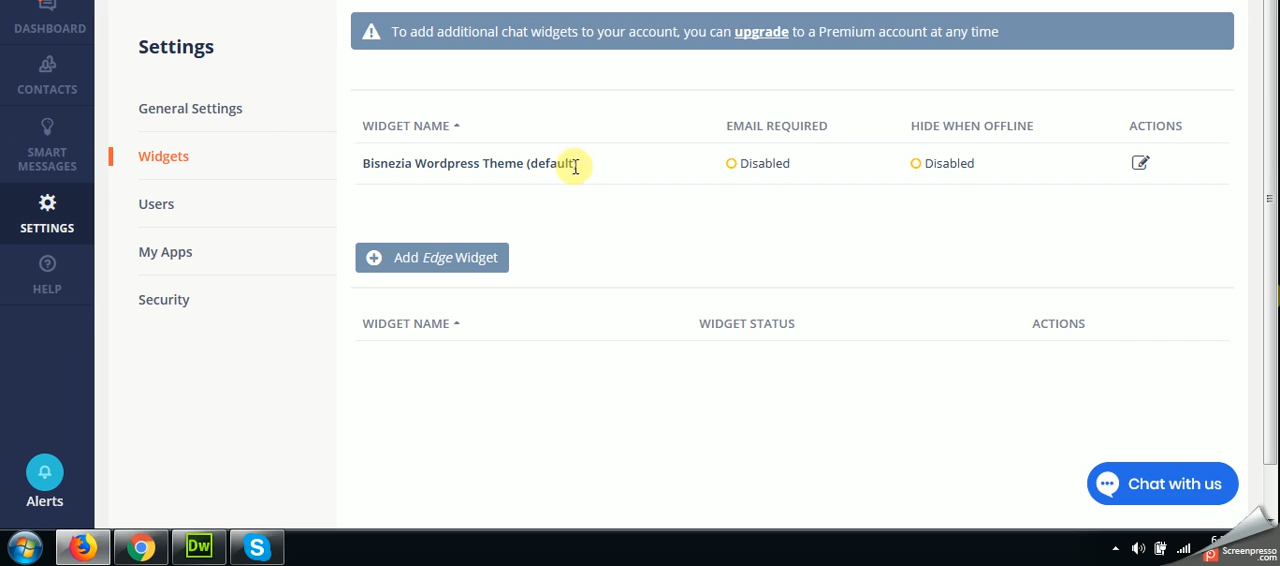 DASHBOARD
CONTACTS
SMART
MESSAGES
SETTINGS
HELP
Alerts
Settings
General Settings
Widgets
Users
My Apps
Security
To add additional chat widgets to your account, you can upgrade to a Premium account at any time
WIDGET NAME EMAIL REQUIRED HIDE WHEN OFFLINE ACTIONS
Bisnezia Wordpress Theme (default) Disabled Disabled
Add Edge Widget
WIDGET NAME WIDGET STATUS ACTIONS
Chat with us
Dw
Screenpresso
.com